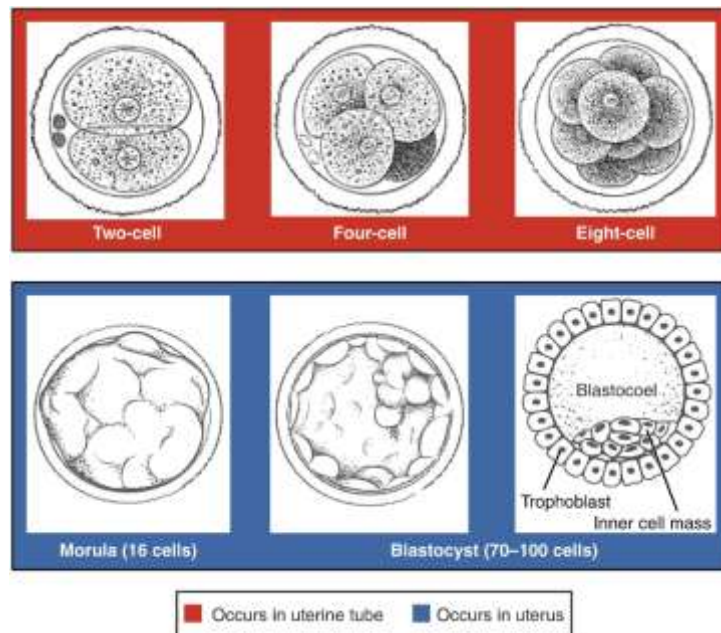 Two-cell
Four-cell
Eight-cell
Blastocoel
Trophoblast
Inner cell mass
Morula (16 cells)
Blastocyst (70–100 cells)
Occurs in uterine tube
Occurs in uterus